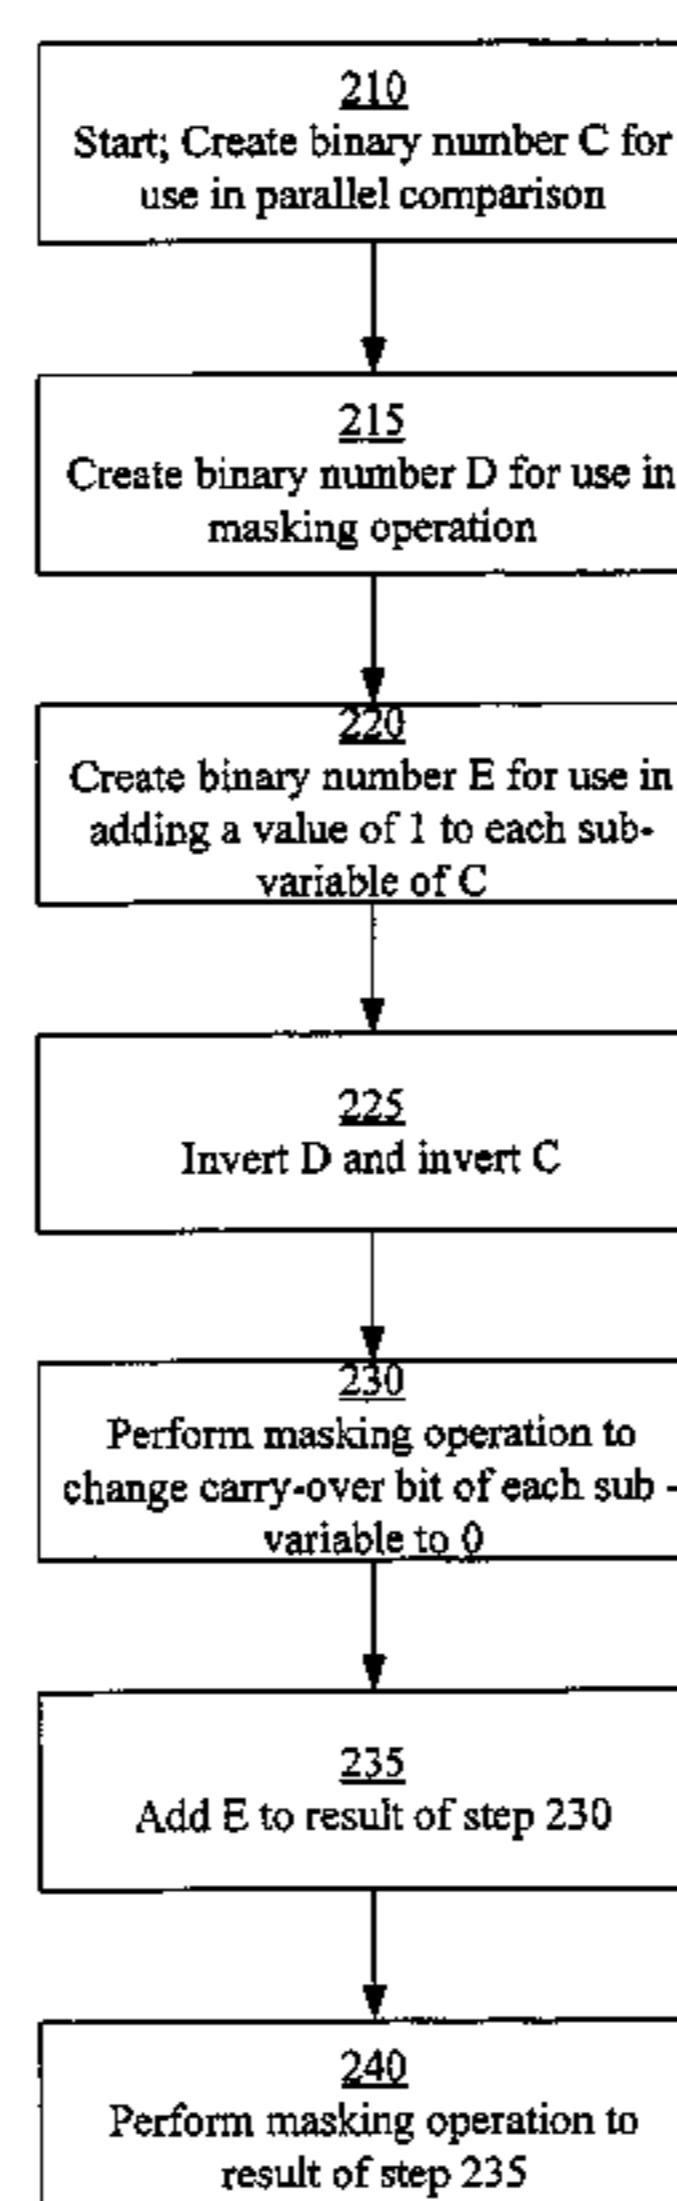 210
Start; Create binary number C for
use in parallel comparison
215
Create binary number D for use in
masking operation
220
Create binary number E for use in
adding a value of 1 to each sub-
variable of C
225
Invert D and invert C
230
Perform masking operation to
change carry-over bit of each sub -
variable to 0
235
Add E to result of step 230
240
Perform masking operation to
result of step 235